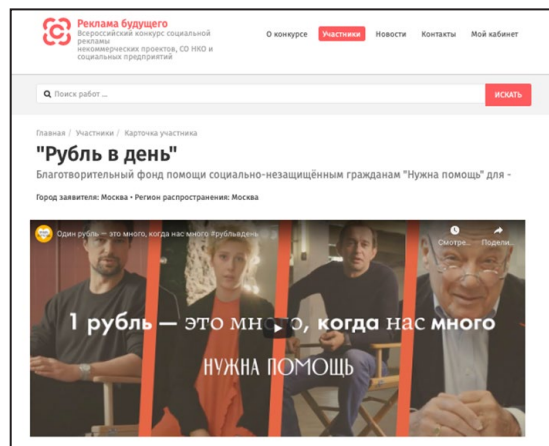 Реклама будущего
Всероссийский конкурс социальной
рекламы
некоммерческих проектов, СО НКО и
социальных предприятий
О конкурсе Участники Новости Контакты Мой кабинет
Поиск работ ...
ИСКАТЬ
Главная / Участники / Карточка участника
"Рубль в день"
Благотворительный фонд помощи социально-незащищённым гражданам "Нужна помощь" для -
Город заявителя: Москва • Регион распространения: Москва
Один рубль — это много, когда нас много #рубльвдень
Смотре... Подели...
1 рубль — это много, когда нас много
НУЖНА ПОМОЩЬ